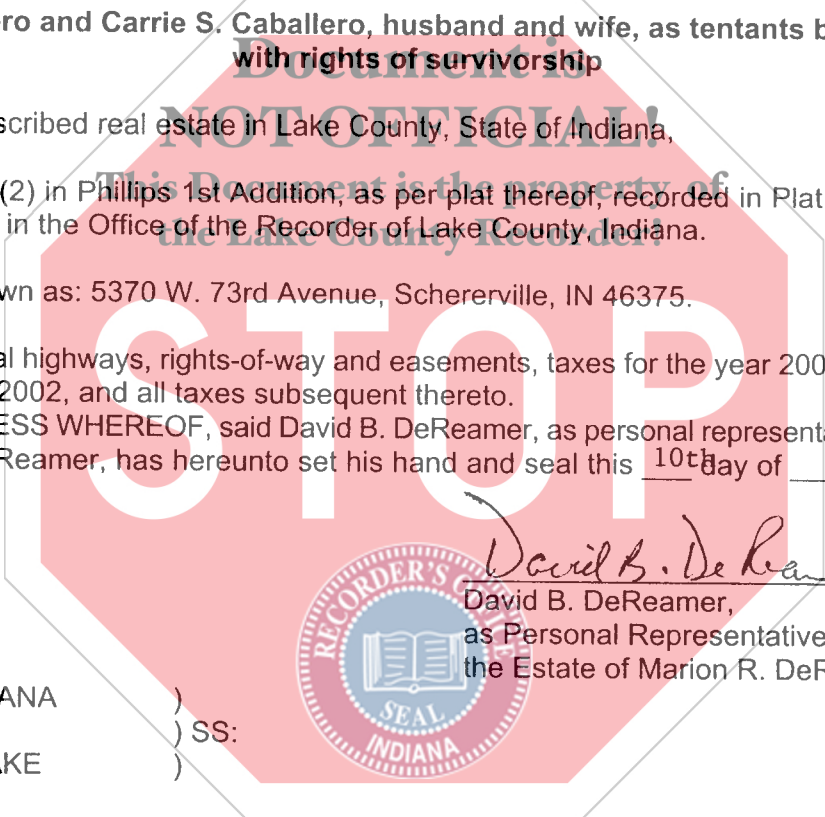 ro and Carrie S. Caballero, husband and wife, as tentants b
with rights of survivorship
Document is
NOT OFFICIAL!
This Document is the property of
the Lake County Recorder!
scribed real estate in Lake County, State of Indiana,
(2) in Phillips 1st Addition, as per plat thereof, recorded in Plat
in the Office of the Recorder of Lake County, Indiana.
wn as: 5370 W. 73rd Avenue, Schererville, IN 46375.
STOP
al highways, rights-of-way and easements, taxes for the year 200
2002, and all taxes subsequent thereto.
ESS WHEREOF, said David B. DeReamer, as personal represent
Reamer, has hereunto set his hand and seal this 10th day of
David B. De Rea
David B. DeReamer,
as Personal Representative
the Estate of Marion R. DeR
RECORDER'S OFFICE
SEAL
INDIANA
ANA )
) SS:
AKE )